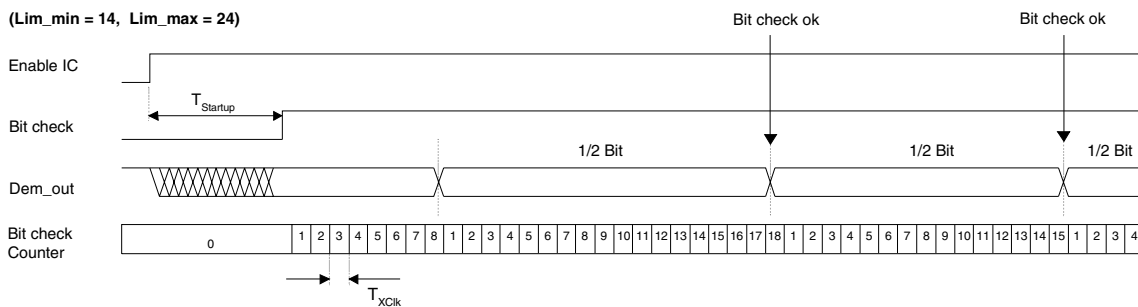 (Lim_min = 14, Lim_max = 24)
Bit check ok
Bit check ok
Enable IC
TStartup
Bit check
1/2 Bit
1/2 Bit
1/2 Bit
Dem_out
Bit check
Counter
0 1 2 3 4 5 6 7 8 1 2 3 4 5 6 7 8 9 10 11 12 13 14 15 16 17 18 1 2 3 4 5 6 7 8 9 10 11 12 13 14 15 1 2 3 4
TXClk